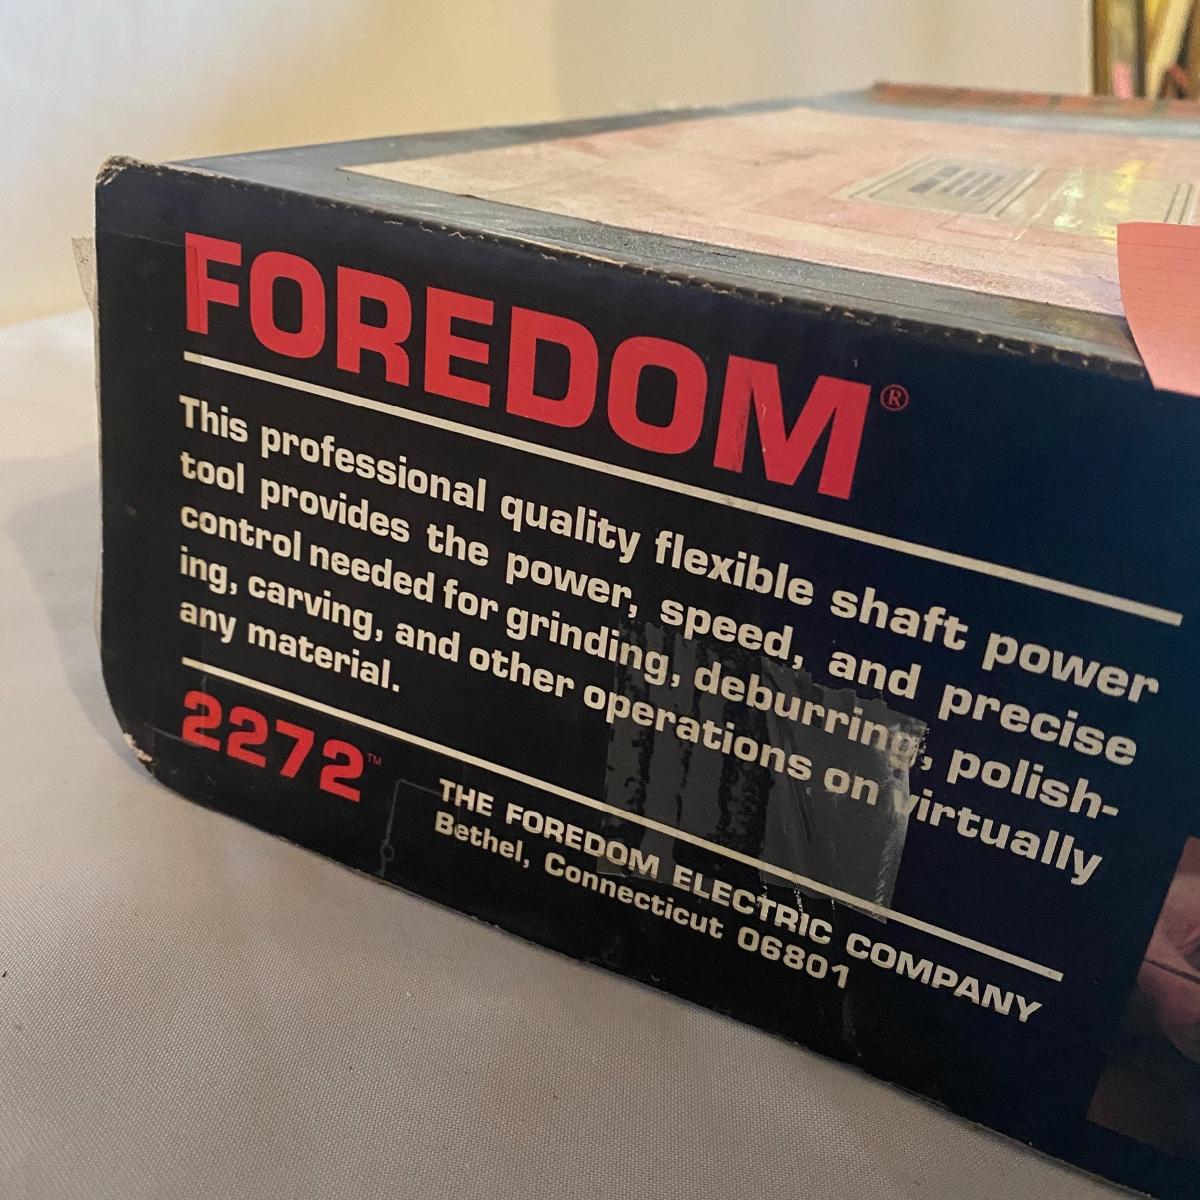 FOREDOM®
This professional quality flexible shaft power
tool provides the power, speed, and precise
control needed for grinding, deburring, polish-
ing, carving, and other operations on virtually
any material.
2272™
THE FOREDOM ELECTRIC COMPANY
Bethel, Connecticut 06801